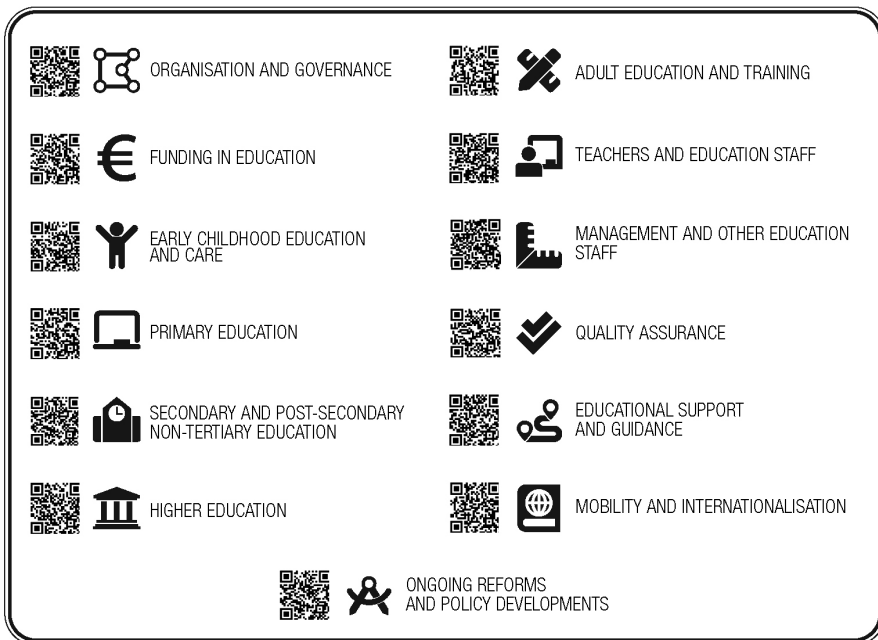 ORGANISATION AND GOVERNANCE
FUNDING IN EDUCATION
EARLY CHILDHOOD EDUCATION
AND CARE
PRIMARY EDUCATION
SECONDARY AND POST-SECONDARY
NON-TERTIARY EDUCATION
HIGHER EDUCATION
ADULT EDUCATION AND TRAINING
TEACHERS AND EDUCATION STAFF
MANAGEMENT AND OTHER EDUCATION
STAFF
QUALITY ASSURANCE
EDUCATIONAL SUPPORT
AND GUIDANCE
MOBILITY AND INTERNATIONALISATION
ONGOING REFORMS
AND POLICY DEVELOPMENTS